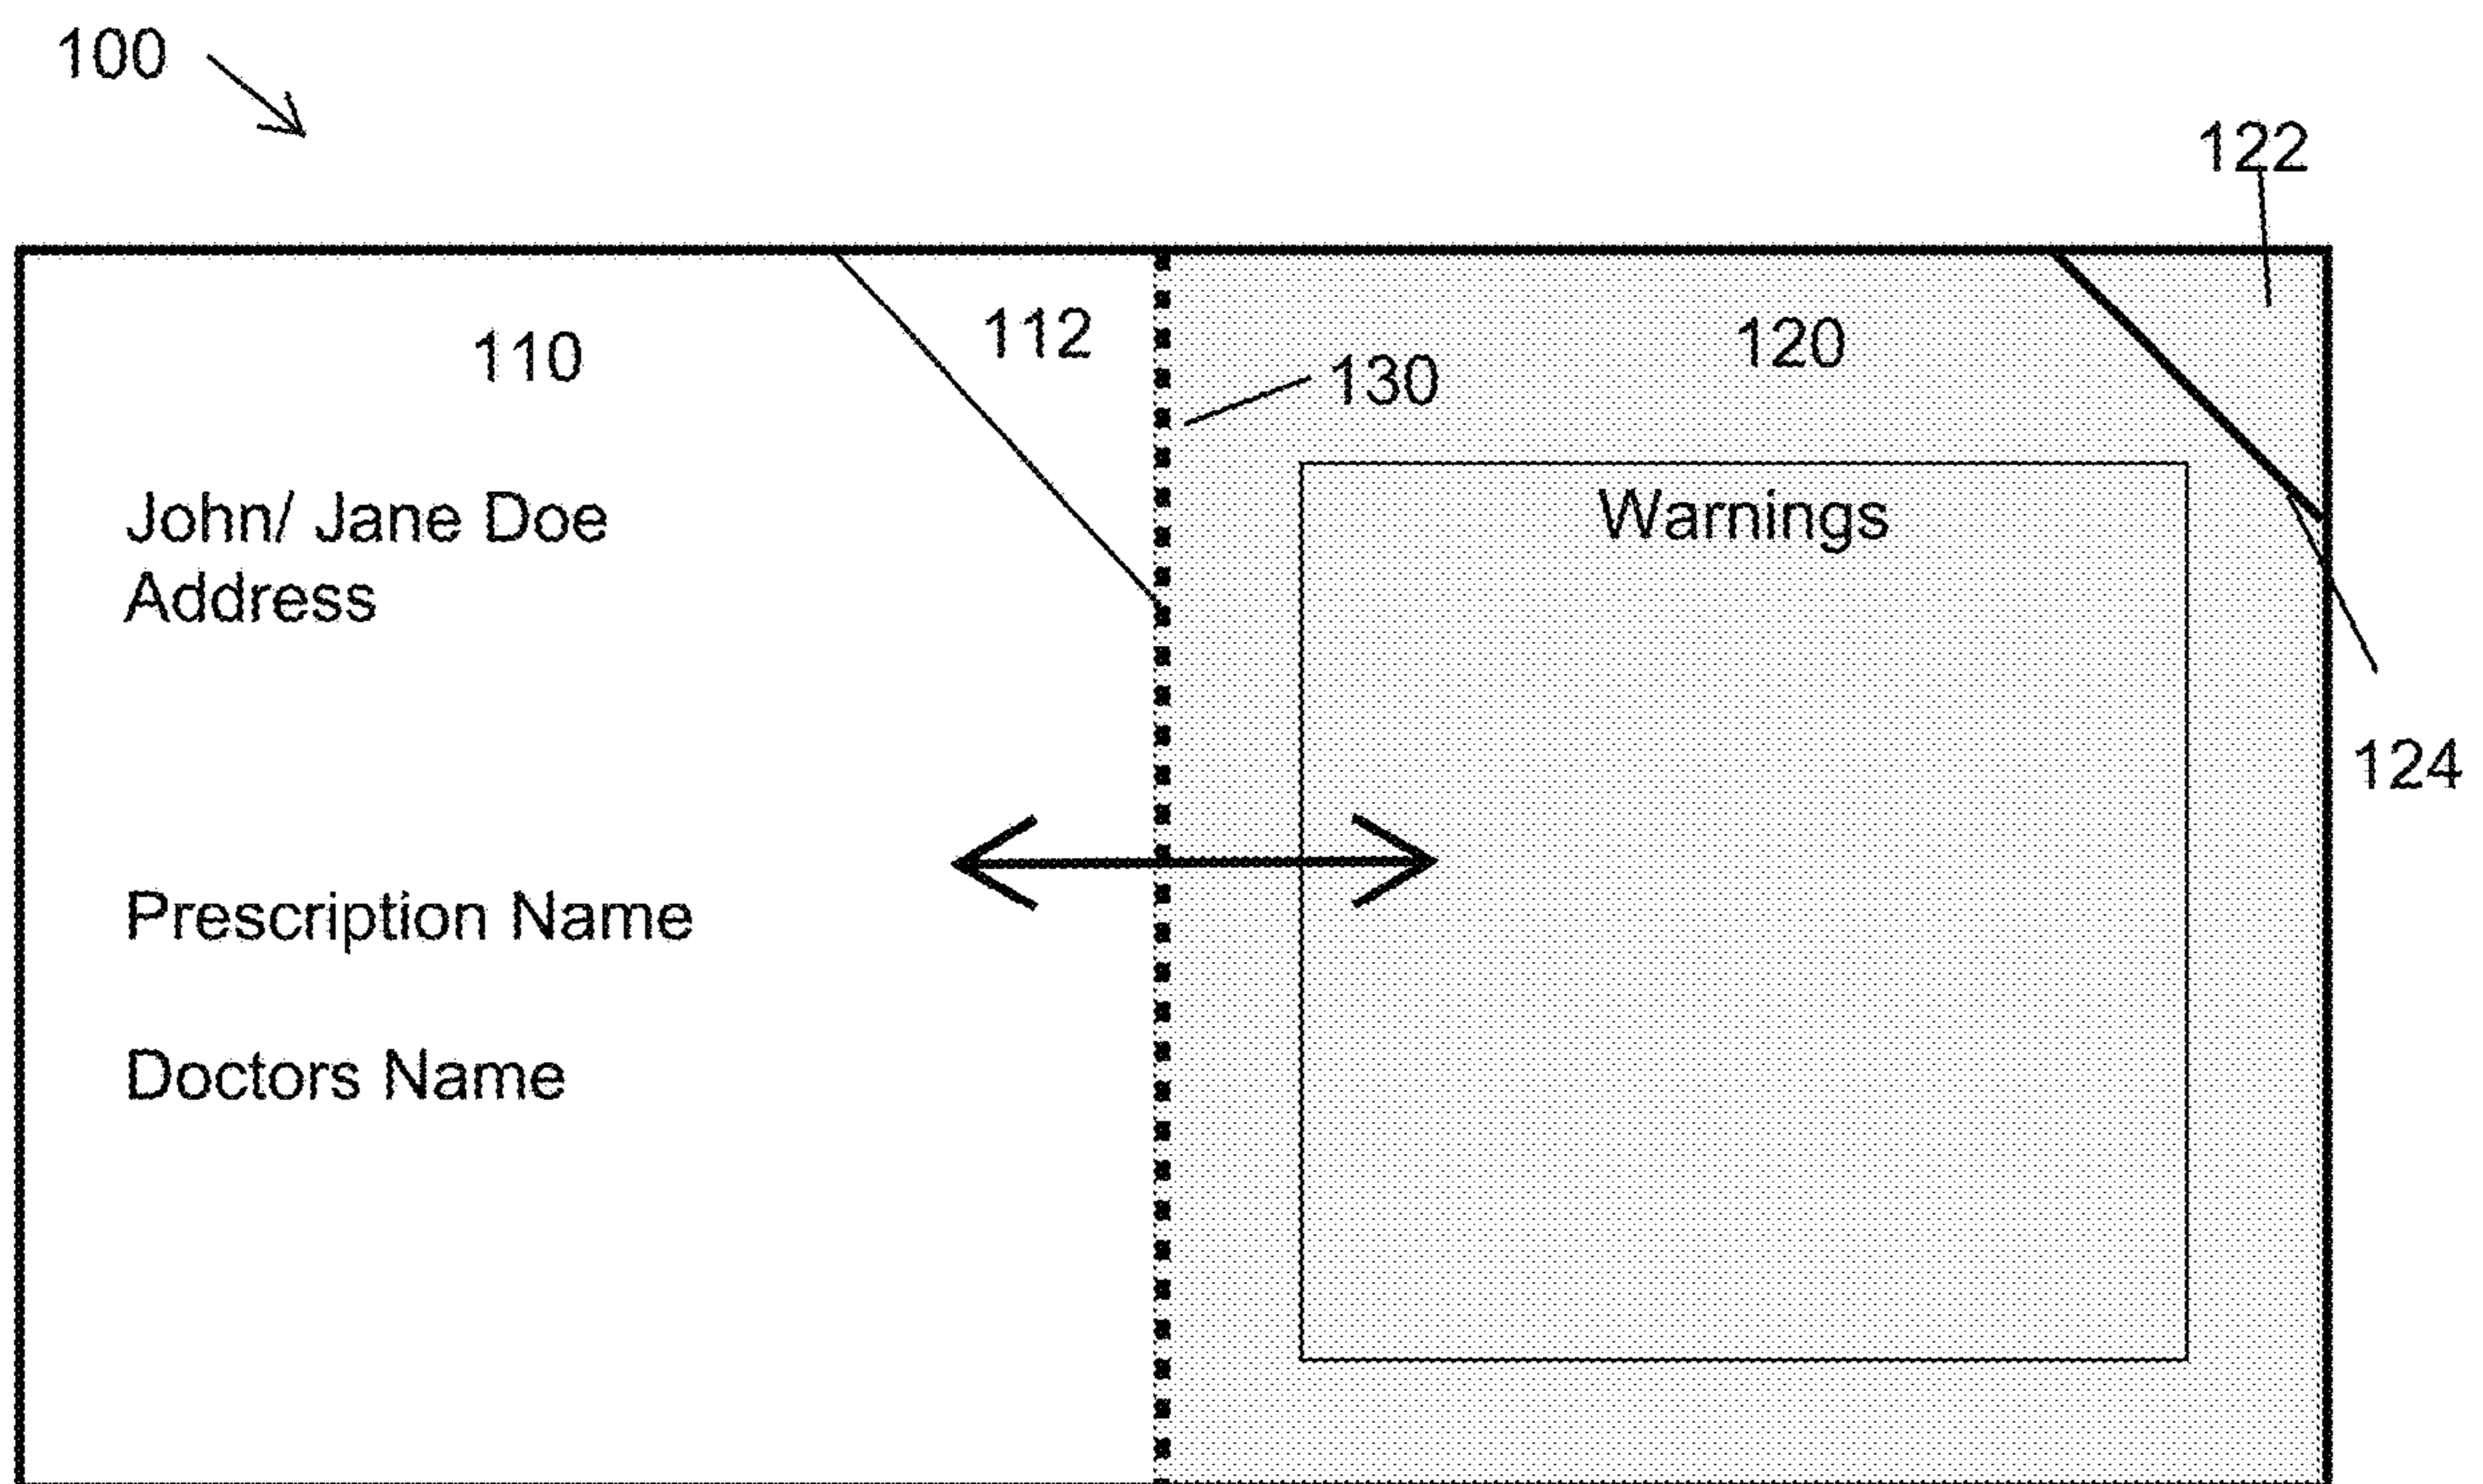 100
122
110
112
130
120
John/ Jane Doe
Address
Warnings
124
Prescription Name
Doctors Name